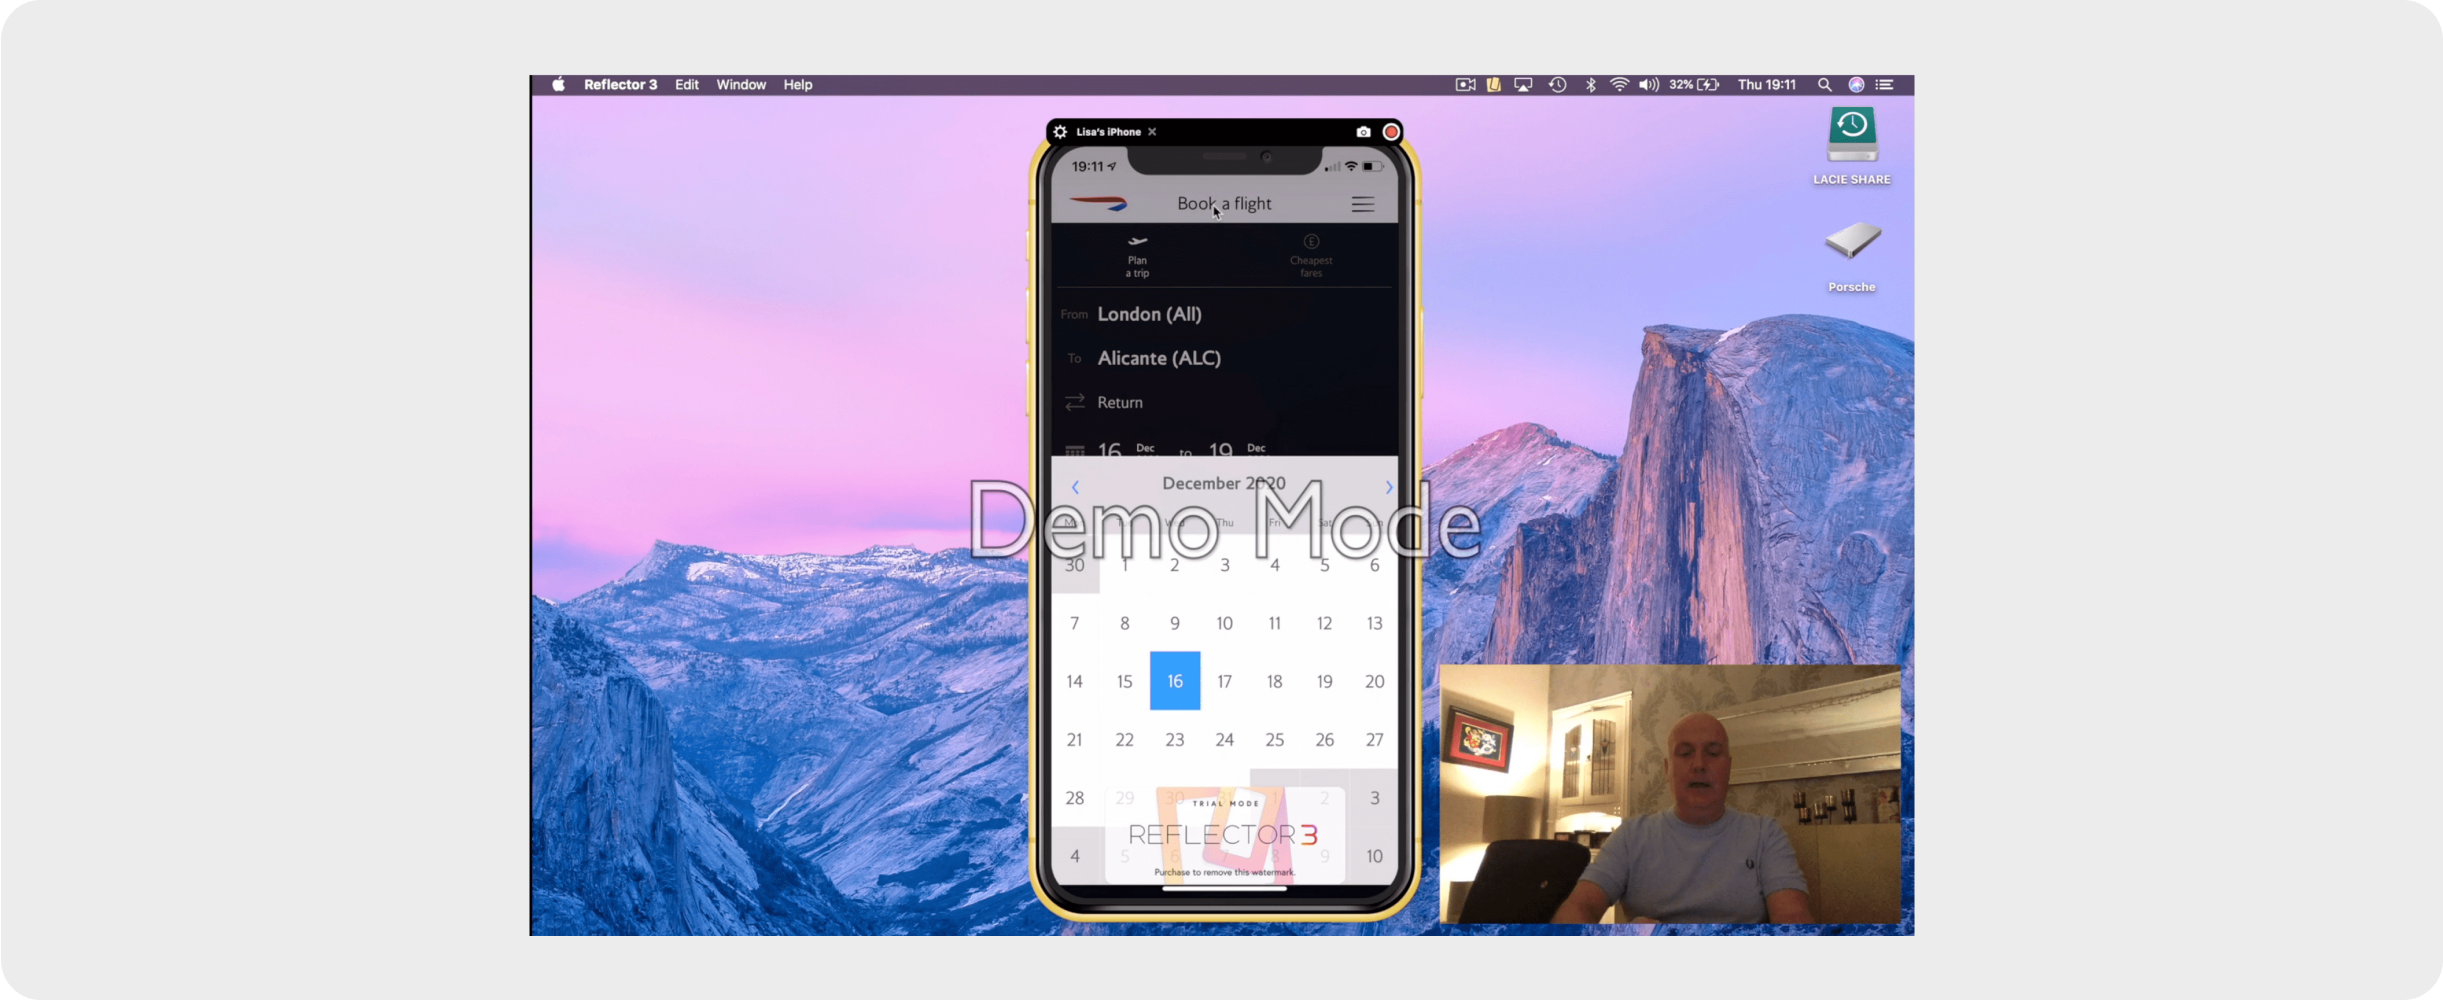 Reflector 3 Edit Window Help 32% Thu 19:11
LACIE SHARE
Porsche
Lisa's iPhone
19:11
Book a flight
Plan
a trip
Cheapest
fares
From London (All)
To Alicante (ALC)
Return
16 Dec to 19 Dec
December 2020
Demo Mode
Mon Tue Wed Thu Fri Sat Sun
30 1 2 3 4 5 6
7 8 9 10 11 12 13
14 15 16 17 18 19 20
21 22 23 24 25 26 27
28 29 30 31 1 2 3
TRIAL MODE
REFLECTOR 3
4 5 6 7 8 9 10
Purchase to remove this watermark.